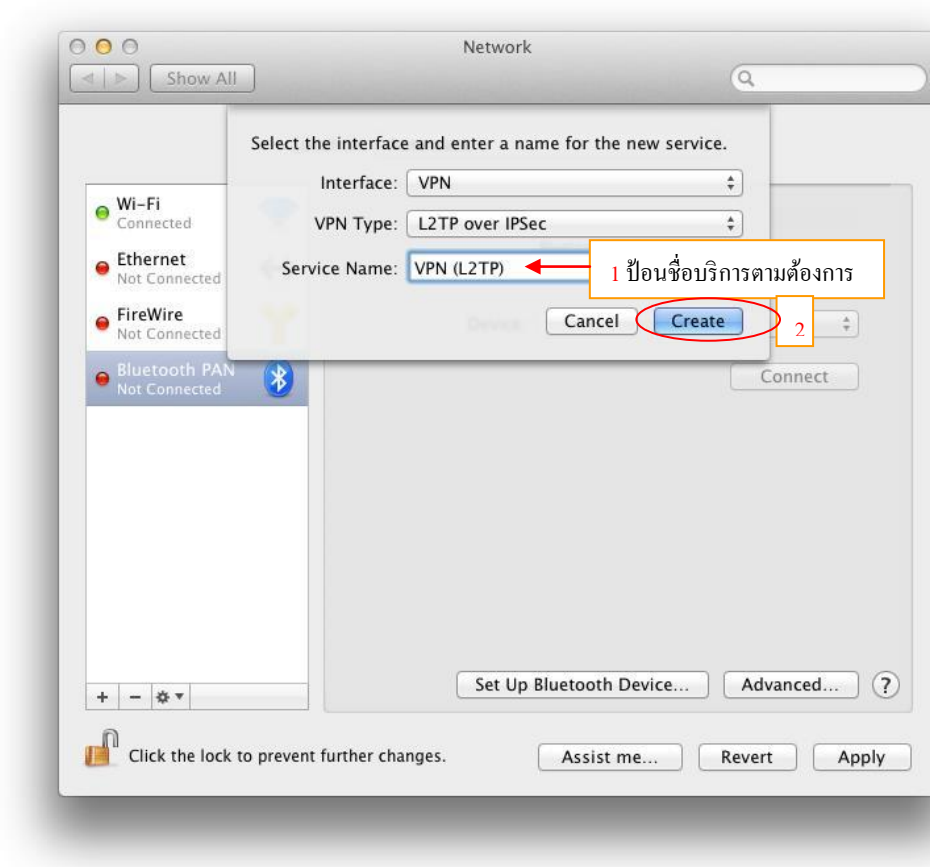 Network
Show All
Select the interface and enter a name for the new service.
Interface: VPN
VPN Type: L2TP over IPSec
Service Name: VPN (L2TP)
1 ป้อนชื่อบริการตามต้องการ
Cancel
Create
2
Wi-Fi
Connected
Ethernet
Not Connected
FireWire
Not Connected
Bluetooth PAN
Not Connected
Device
Connect
Set Up Bluetooth Device...
Advanced...
?
+ −
Click the lock to prevent further changes.
Assist me...
Revert
Apply